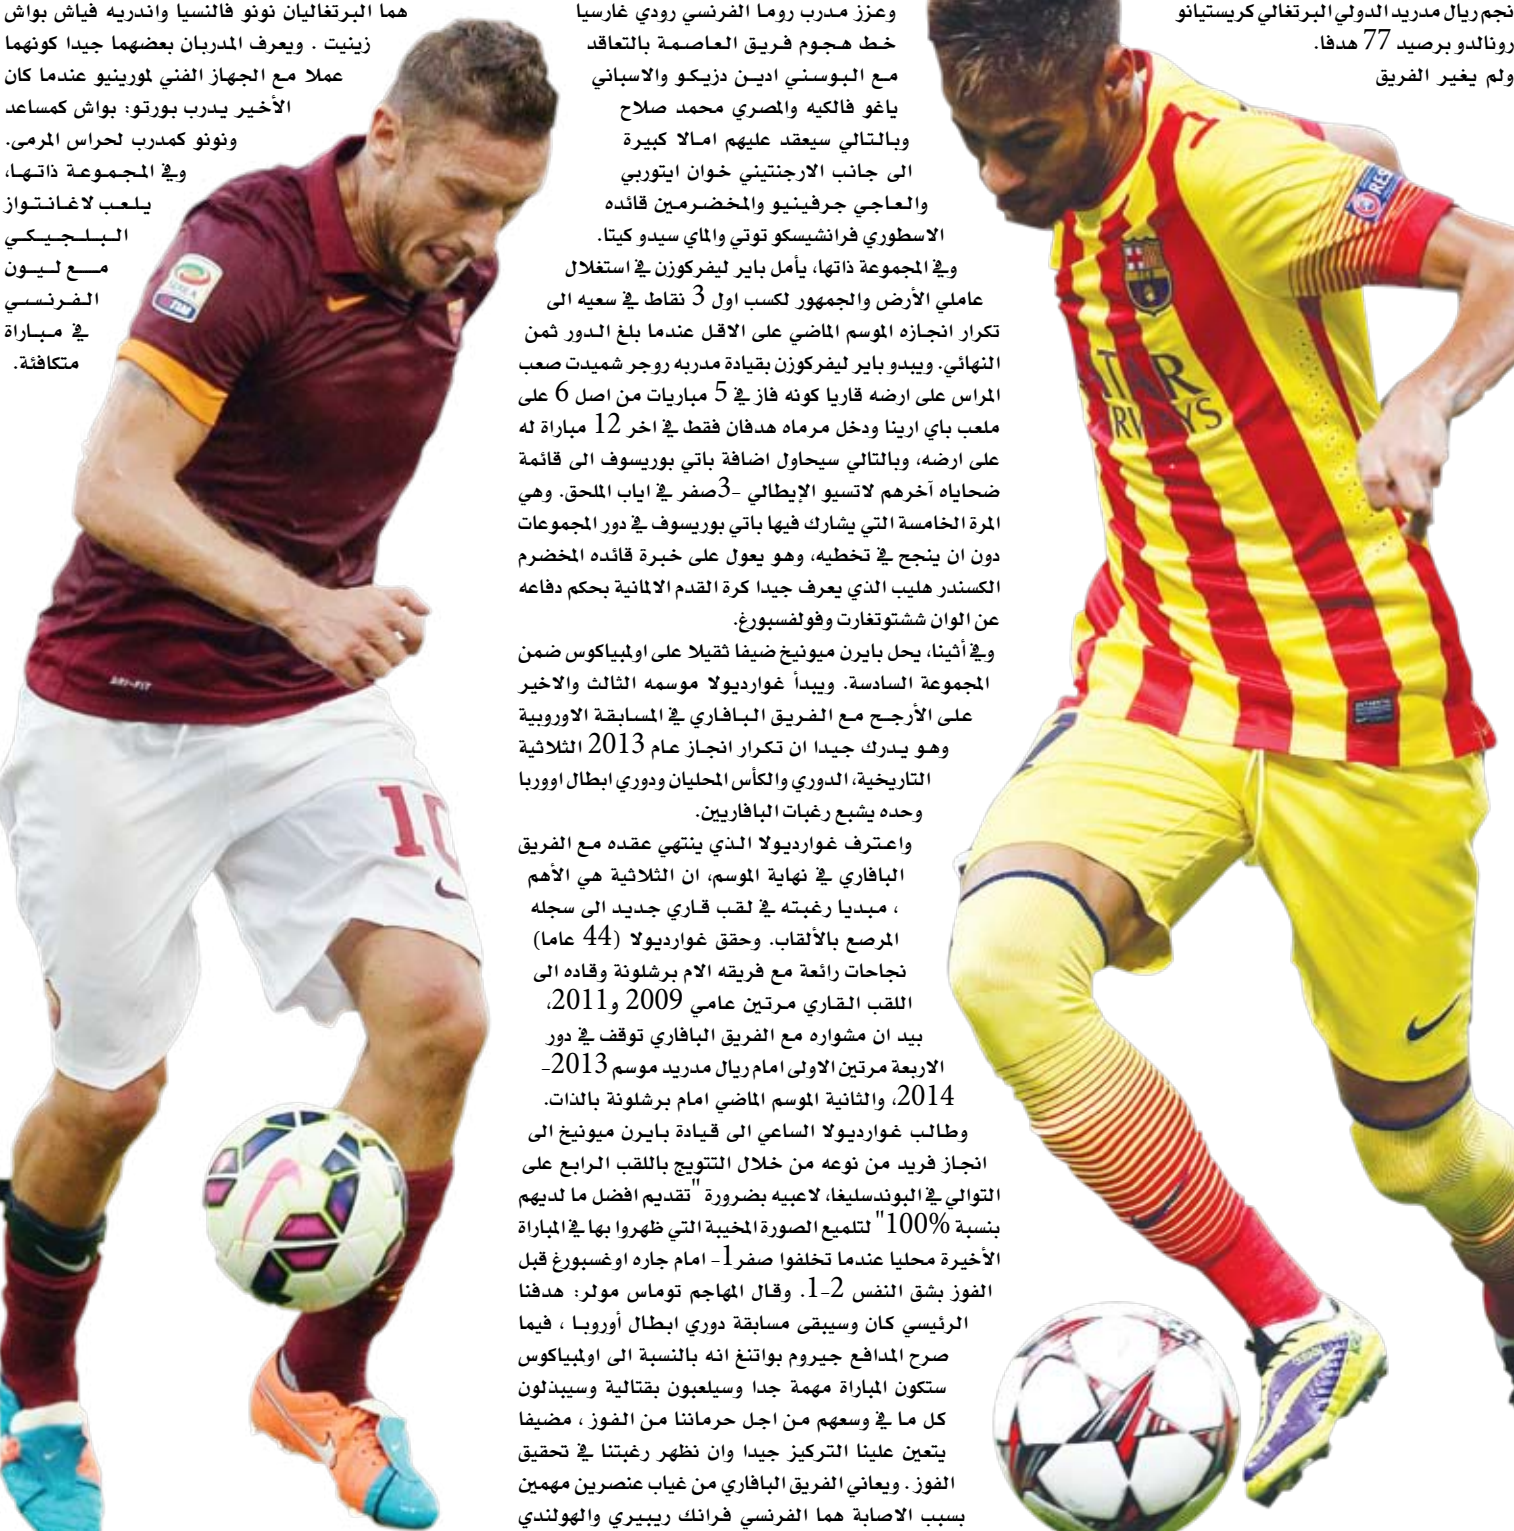 نجم ريال مدريد الدولي البرتغالي كريستيانو
رونالدو برصيد 77 هدفا.
ولم يغير الفريق
وعزز مدرب روما الفرنسي رودي غارسيا
خط هجوم فريق العاصمة بالتعاقد
مع البوسني ادين دزيكو والاسباني
ياغو فالكيه والمصري محمد صلاح
وبالتالي سيعقد عليهم امالا كبيرة
الى جانب الارجنتيني خوان ايتوربي
والعاجي جرفينيو والمخضرمين قائده
الاسطوري فرانشيسكو توتي والماي سيدو كيتا.
وفي المجموعة ذاتها، يأمل باير ليفركوزن في استغلال
عاملي الأرض والجمهور لكسب اول 3 نقاط في سعيه الى
تكرار انجازه الموسم الماضي على الاقل عندما بلغ الدور ثمن
النهائي. ويبدو باير ليفركوزن بقيادة مدربه روجر شميدت صعب
المراس على ارضه قاريا كونه فاز في 5 مباريات من اصل 6 على
ملعب باي ارينا ودخل مرماه هدفان فقط في اخر 12 مباراة له
على ارضه، وبالتالي سيحاول اضافة باتي بوريسوف الى قائمة
ضحاياه آخرهم لاتسيو الإيطالي -3صفر في اياب الملحق. وهي
المرة الخامسة التي يشارك فيها باتي بوريسوف في دور المجموعات
دون ان ينجح في تخطيه، وهو يعول على خبرة قائده المخضرم
الكسندر هليب الذي يعرف جيدا كرة القدم الالمانية بحكم دفاعه
عن الوان ششتوتغارت وفولفسبورغ.
وفي أثينا، يحل بايرن ميونيخ ضيفا ثقيلا على اولمبياكوس ضمن
المجموعة السادسة. ويبدأ غوارديولا موسمه الثالث والاخير
على الأرجح مع الفريق البافاري في المسابقة الاوروبية
وهو يدرك جيدا ان تكرار انجاز عام 2013 الثلاثية
التاريخية، الدوري والكأس المحليان ودوري ابطال اووربا
وحده يشبع رغبات البافاريين.
واعترف غوارديولا الذي ينتهي عقده مع الفريق
البافاري في نهاية الموسم، ان الثلاثية هي الأهم
، مبديا رغبته في لقب قاري جديد الى سجله
المرصع بالألقاب. وحقق غوارديولا (44 عاما)
نجاحات رائعة مع فريقه الام برشلونة وقاده الى
اللقب القاري مرتين عامي 2009 و2011،
بيد ان مشواره مع الفريق البافاري توقف في دور
الاربعة مرتين الاولى امام ريال مدريد موسم 2013-
2014، والثانية الموسم الماضي امام برشلونة بالذات.
وطالب غوارديولا الساعي الى قيادة بايرن ميونيخ الى
انجاز فريد من نوعه من خلال التتويج باللقب الرابع على
التوالي في البوندسليغا، لاعبيه بضرورة "تقديم افضل ما لديهم
بنسبة 100%" لتلميع الصورة المخيبة التي ظهروا بها في المباراة
الأخيرة محليا عندما تخلفوا صفر1- امام جاره اوغسبورغ قبل
الفوز بشق النفس 2-1. وقال المهاجم توماس مولر: هدفنا
الرئيسي كان وسيبقى مسابقة دوري ابطال أوروبا ، فيما
صرح المدافع جيروم بواتنغ انه بالنسبة الى اولمبياكوس
ستكون المباراة مهمة جدا وسيلعبون بقتالية وسيبذلون
كل ما في وسعهم من اجل حرماننا من الفوز ، مضيفا
يتعين علينا التركيز جيدا وان نظهر رغبتنا في تحقيق
الفوز . ويعاني الفريق البافاري من غياب عنصرين مهمين
بسبب الاصابة هما الفرنسي فرانك ريبيري والهولندي
هما البرتغاليان نونو فالنسيا واندريه فياش بواش
زينيت . ويعرف المدربان بعضهما جيدا كونهما
عملا مع الجهاز الفني لمورينيو عندما كان
الأخير يدرب بورتو: بواش كمساعد
ونونو كمدرب لحراس المرمى.
وفي المجموعة ذاتها،
يلعب لاغانتواز
البلجيكي
مع ليون
الفرنسي
في مباراة
متكافئة.
SERIE A
TIM
DRI-FIT
10
RES